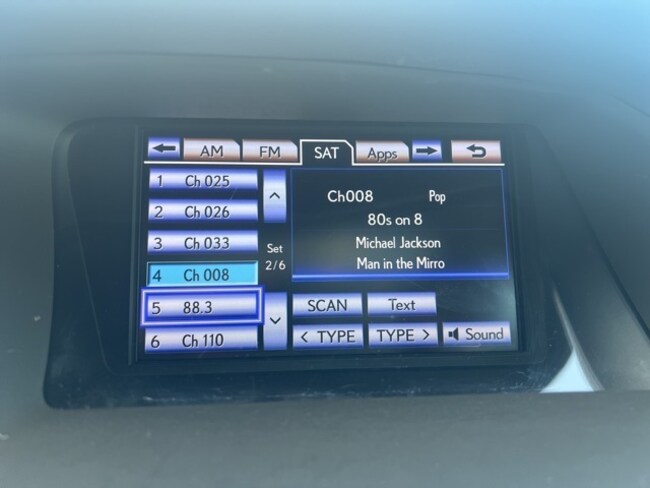 AM FM SAT Apps
1 Ch 025
2 Ch 026
3 Ch 033
4 Ch 008
5 88.3
6 Ch 110
Set
2/6
Ch008 Pop
80s on 8
Michael Jackson
Man in the Mirro
SCAN Text
< TYPE TYPE > Sound